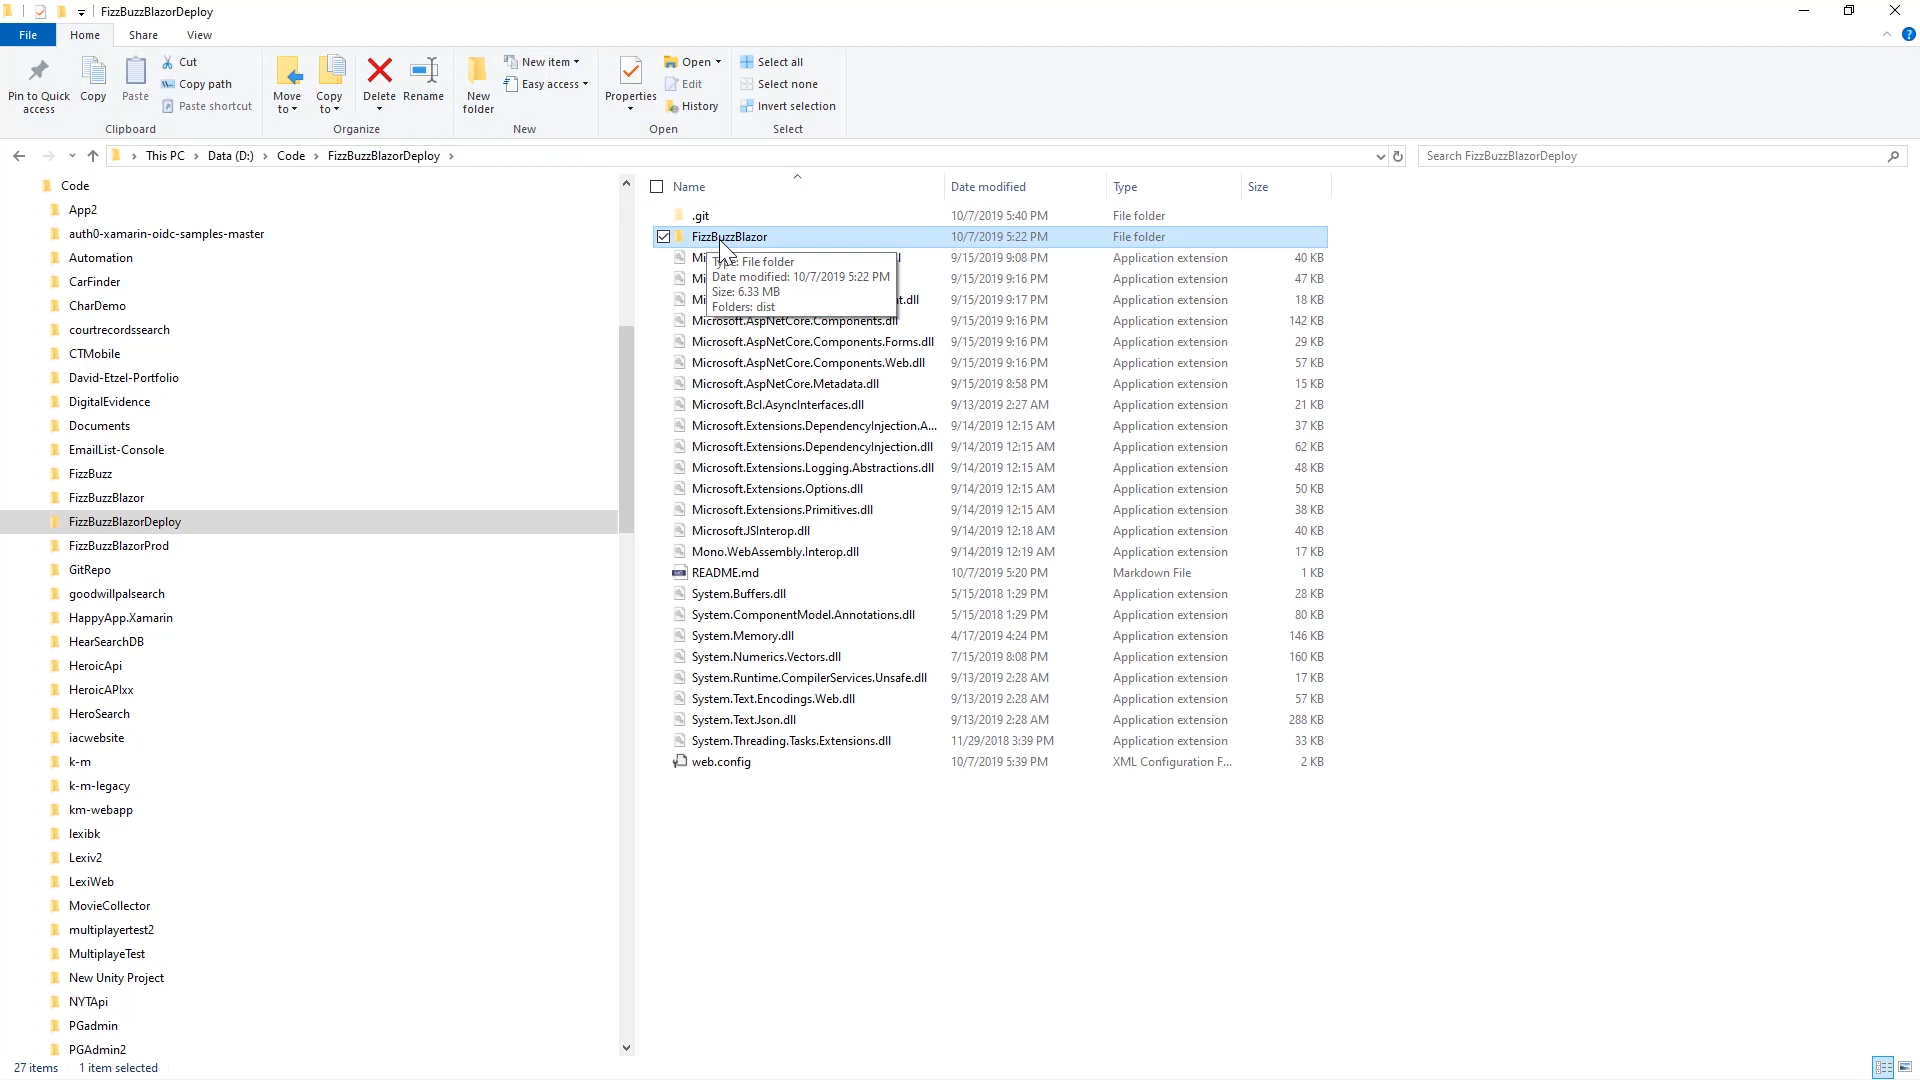 FizzBuzzBlazorDeploy
File
Home
Share
View
Pin to Quick access
Copy
Paste
Cut
Copy path
Paste shortcut
Clipboard
Move to
Copy to
Delete
Rename
Organize
New folder
New item
Easy access
New
Properties
Open
Edit
History
Open
Select all
Select none
Invert selection
Select
This PC > Data (D:) > Code > FizzBuzzBlazorDeploy >
Search FizzBuzzBlazorDeploy
Code
App2
auth0-xamarin-oidc-samples-master
Automation
CarFinder
CharDemo
courtrecordssearch
CTMobile
David-Etzel-Portfolio
DigitalEvidence
Documents
EmailList-Console
FizzBuzz
FizzBuzzBlazor
FizzBuzzBlazorDeploy
FizzBuzzBlazorProd
GitRepo
goodwillpalsearch
HappyApp.Xamarin
HearSearchDB
HeroicApi
HeroicAPIxx
HeroSearch
iacwebsite
k-m
k-m-legacy
km-webapp
lexibk
Lexiv2
LexiWeb
MovieCollector
multiplayertest2
MultiplayeTest
New Unity Project
NYTApi
PGadmin
PGAdmin2
Name Date modified Type Size
.git 10/7/2019 5:40 PM File folder
FizzBuzzBlazor 10/7/2019 5:22 PM File folder
Mi 9/15/2019 9:08 PM Application extension 40 KB
Mi 9/15/2019 9:16 PM Application extension 47 KB
Mi t.dll 9/15/2019 9:17 PM Application extension 18 KB
Type: File folder
Date modified: 10/7/2019 5:22 PM
Size: 6.33 MB
Folders: dist
Microsoft.AspNetCore.Components.dll 9/15/2019 9:16 PM Application extension 142 KB
Microsoft.AspNetCore.Components.Forms.dll 9/15/2019 9:16 PM Application extension 29 KB
Microsoft.AspNetCore.Components.Web.dll 9/15/2019 9:16 PM Application extension 57 KB
Microsoft.AspNetCore.Metadata.dll 9/15/2019 8:58 PM Application extension 15 KB
Microsoft.Bcl.AsyncInterfaces.dll 9/13/2019 2:27 AM Application extension 21 KB
Microsoft.Extensions.DependencyInjection.A... 9/14/2019 12:15 AM Application extension 37 KB
Microsoft.Extensions.DependencyInjection.dll 9/14/2019 12:15 AM Application extension 62 KB
Microsoft.Extensions.Logging.Abstractions.dll 9/14/2019 12:15 AM Application extension 48 KB
Microsoft.Extensions.Options.dll 9/14/2019 12:15 AM Application extension 50 KB
Microsoft.Extensions.Primitives.dll 9/14/2019 12:15 AM Application extension 38 KB
Microsoft.JSInterop.dll 9/14/2019 12:18 AM Application extension 40 KB
Mono.WebAssembly.Interop.dll 9/14/2019 12:19 AM Application extension 17 KB
README.md 10/7/2019 5:20 PM Markdown File 1 KB
System.Buffers.dll 5/15/2018 1:29 PM Application extension 28 KB
System.ComponentModel.Annotations.dll 5/15/2018 1:29 PM Application extension 80 KB
System.Memory.dll 4/17/2019 4:24 PM Application extension 146 KB
System.Numerics.Vectors.dll 7/15/2019 8:08 PM Application extension 160 KB
System.Runtime.CompilerServices.Unsafe.dll 9/13/2019 2:28 AM Application extension 17 KB
System.Text.Encodings.Web.dll 9/13/2019 2:28 AM Application extension 57 KB
System.Text.Json.dll 9/13/2019 2:28 AM Application extension 288 KB
System.Threading.Tasks.Extensions.dll 11/29/2018 3:39 PM Application extension 33 KB
web.config 10/7/2019 5:39 PM XML Configuration F... 2 KB
27 items 1 item selected